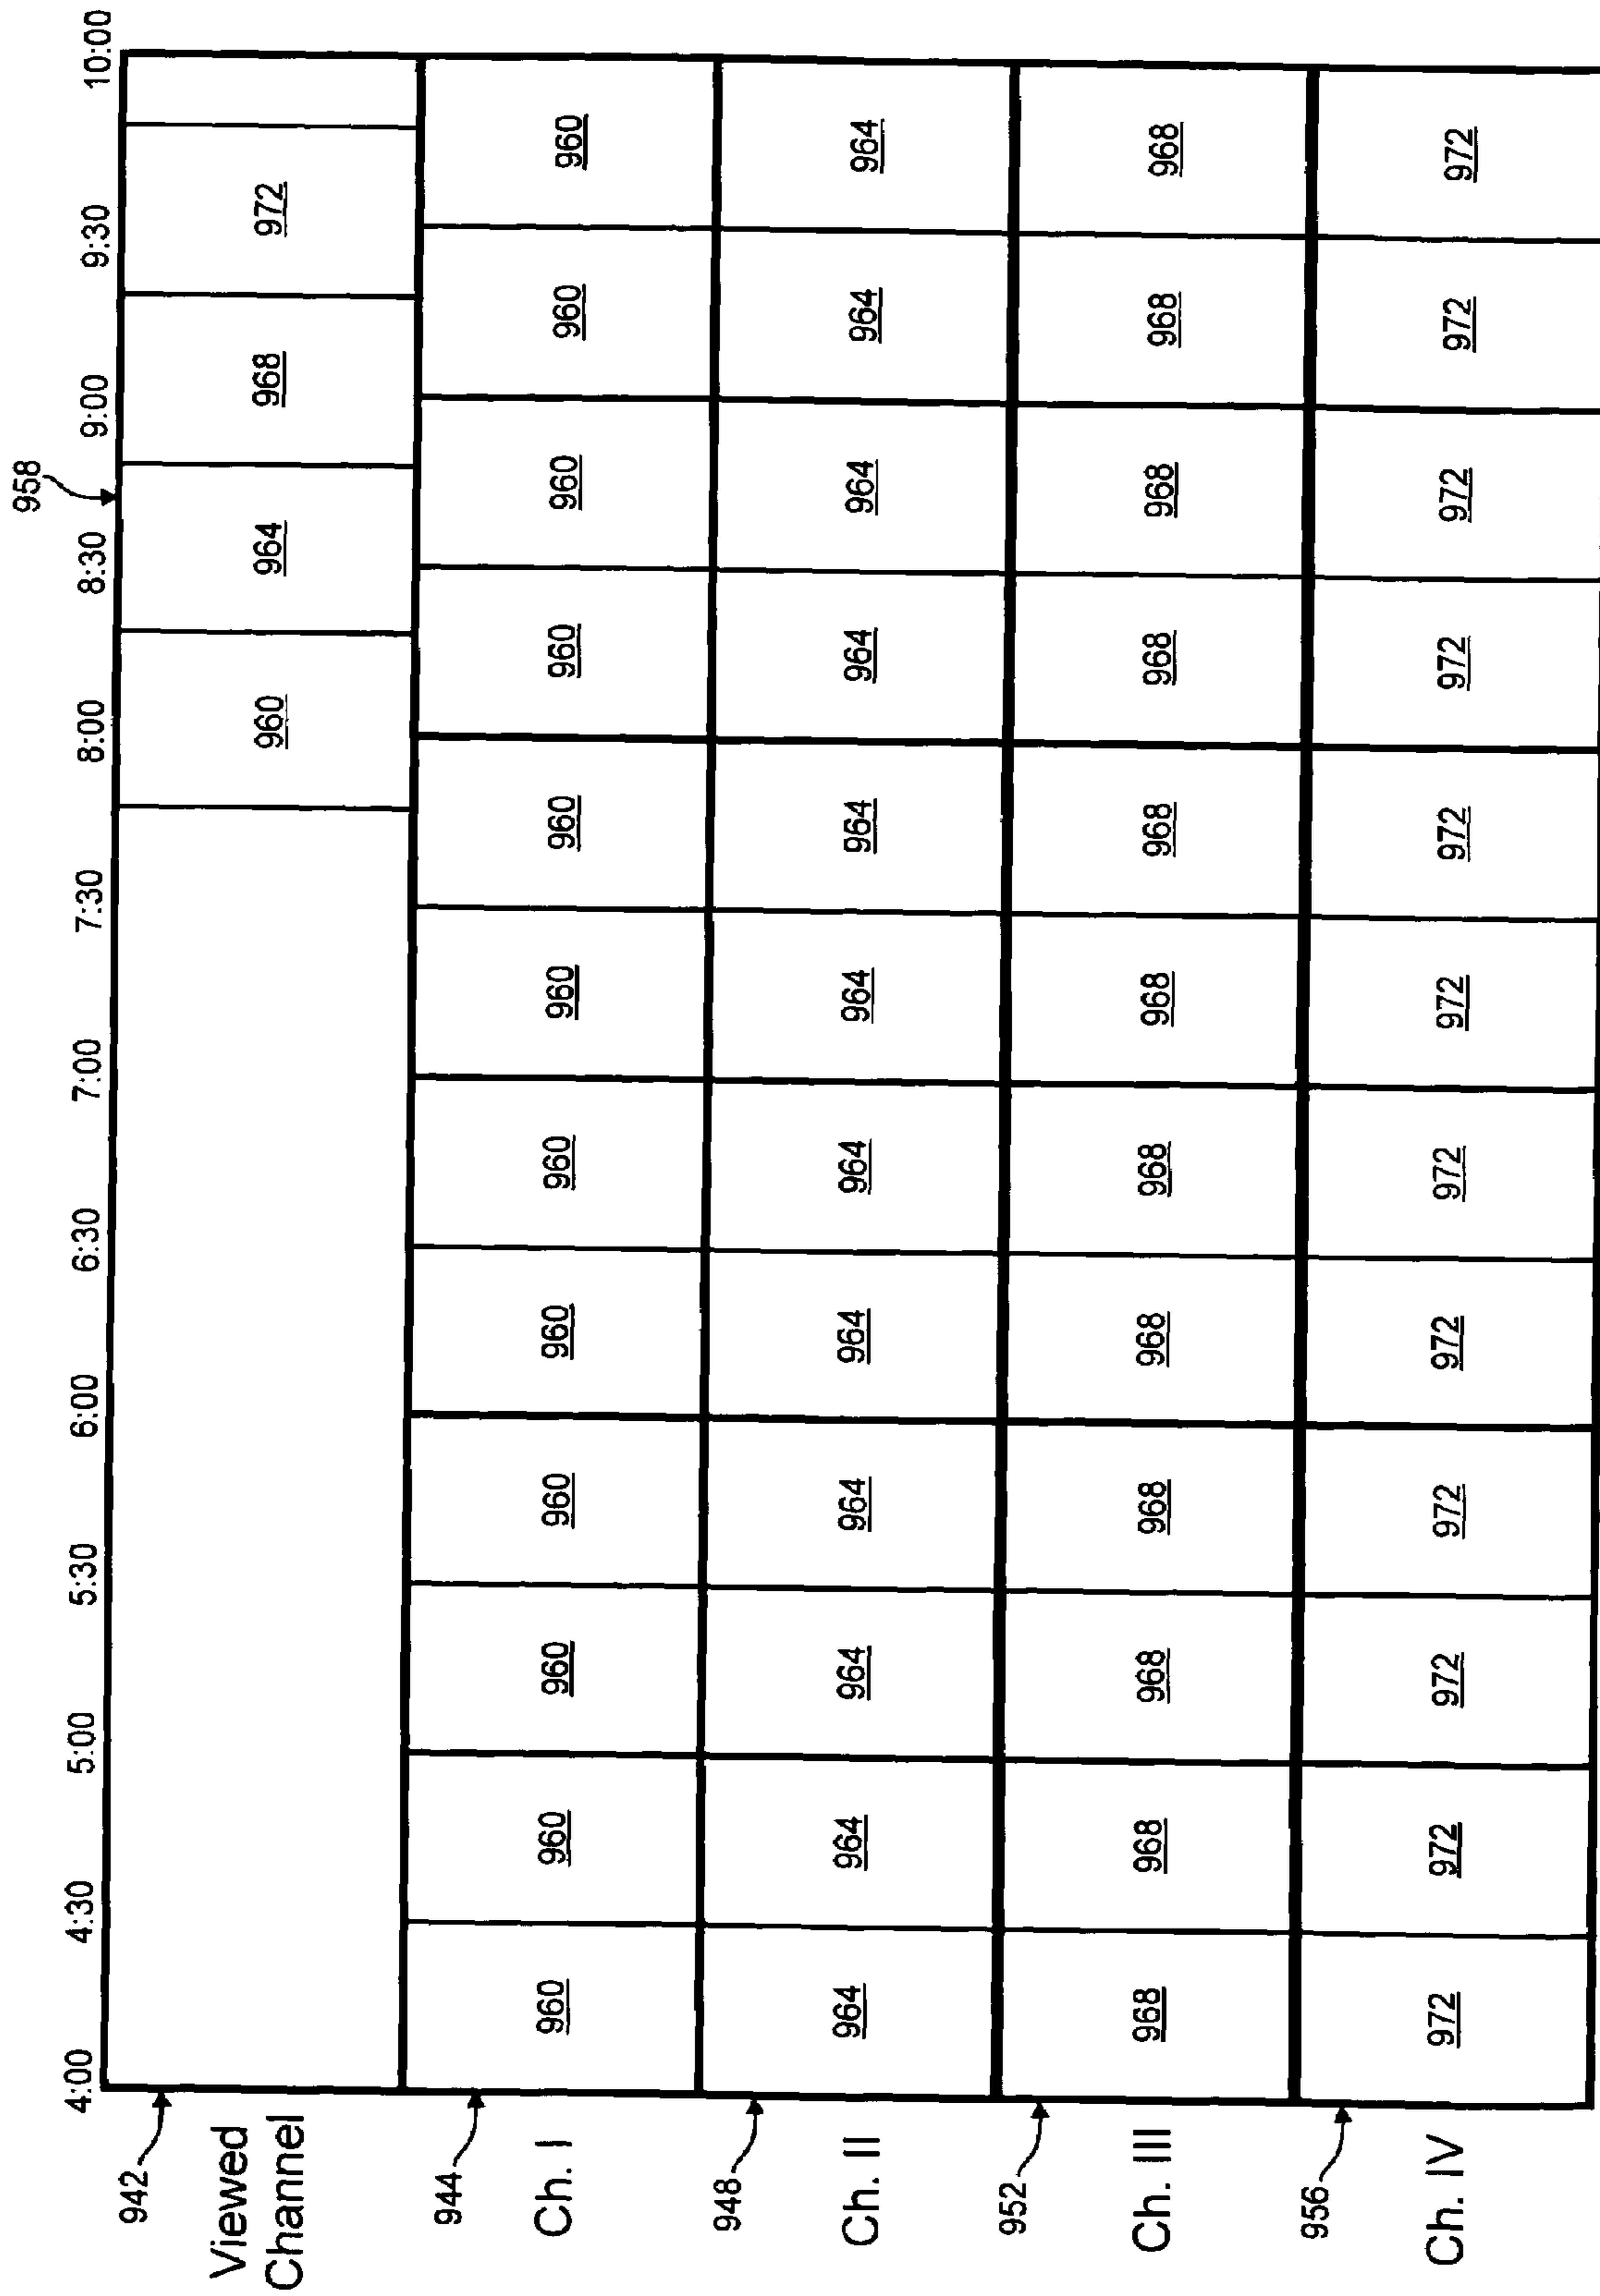 958
4:00 4:30 5:00 5:30 6:00 6:30 7:00 7:30 8:00 8:30 9:00 9:30 10:00
942
Viewed
Channel
960 964 968 972
944
Ch. I
960 960 960 960 960 960 960 960 960 960 960 960
948
Ch. II
964 964 964 964 964 964 964 964 964 964 964 964
952
Ch. III
968 968 968 968 968 968 968 968 968 968 968 968
956
Ch. IV
972 972 972 972 972 972 972 972 972 972 972 972